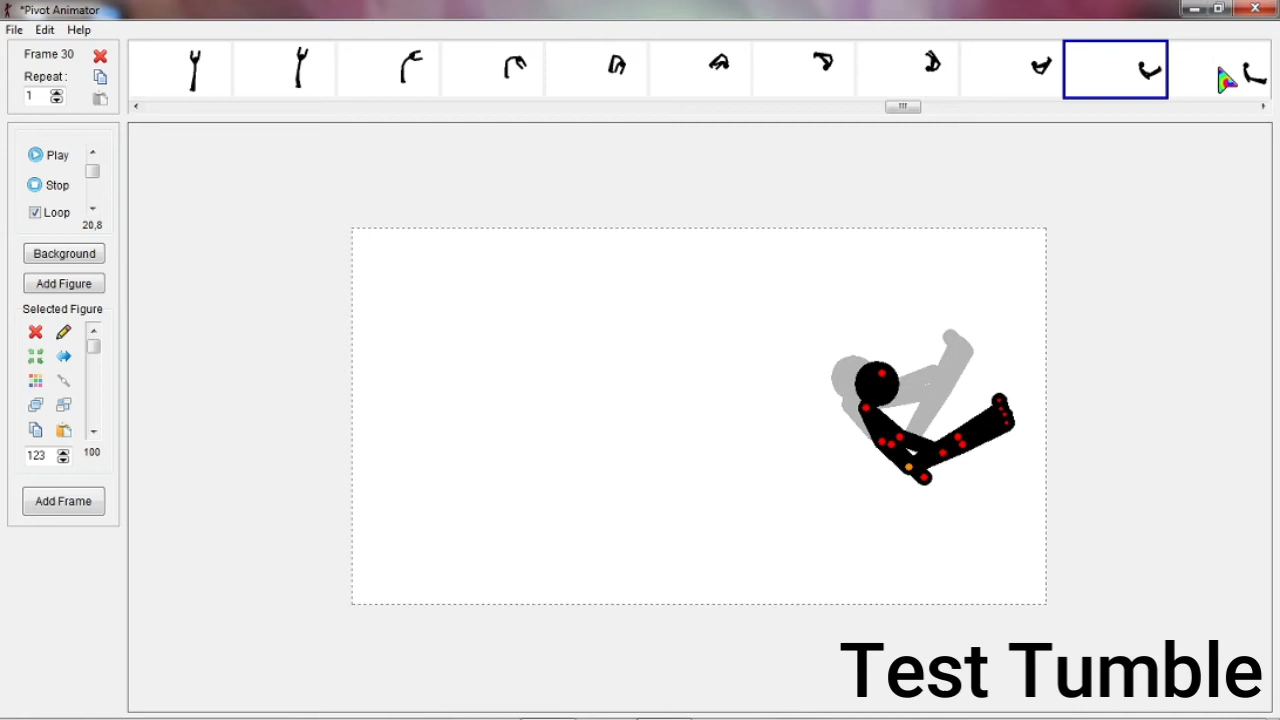 *Pivot Animator
File Edit Help
Frame 30
Repeat :
1
Play
Stop
Loop
20,8
Background
Add Figure
Selected Figure
123
100
Add Frame
Test Tumble